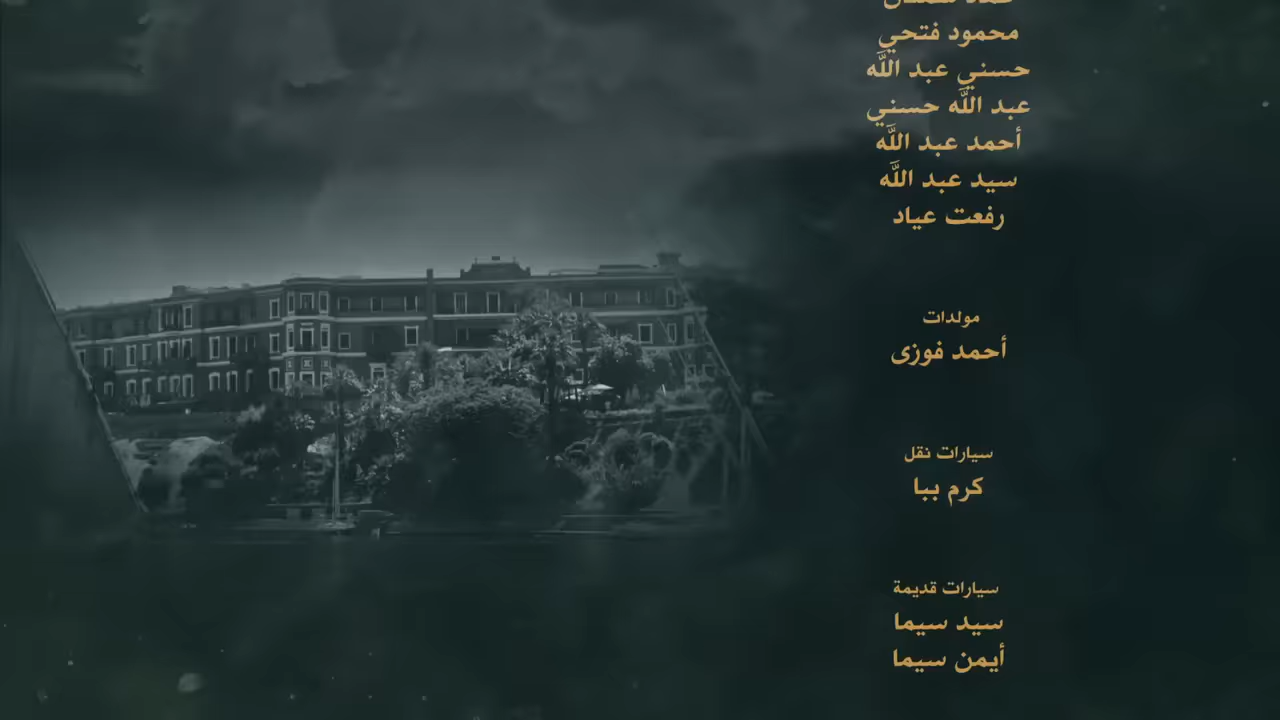 محمود فتحي
حسني عبد الله
عبد الله حسني
أحمد عبد الله
سيد عبد الله
رفعت عياد
مولدات
أحمد فوزى
سيارات نقل
كرم ببا
سيارات قديمة
سيد سيما
أيمن سيما